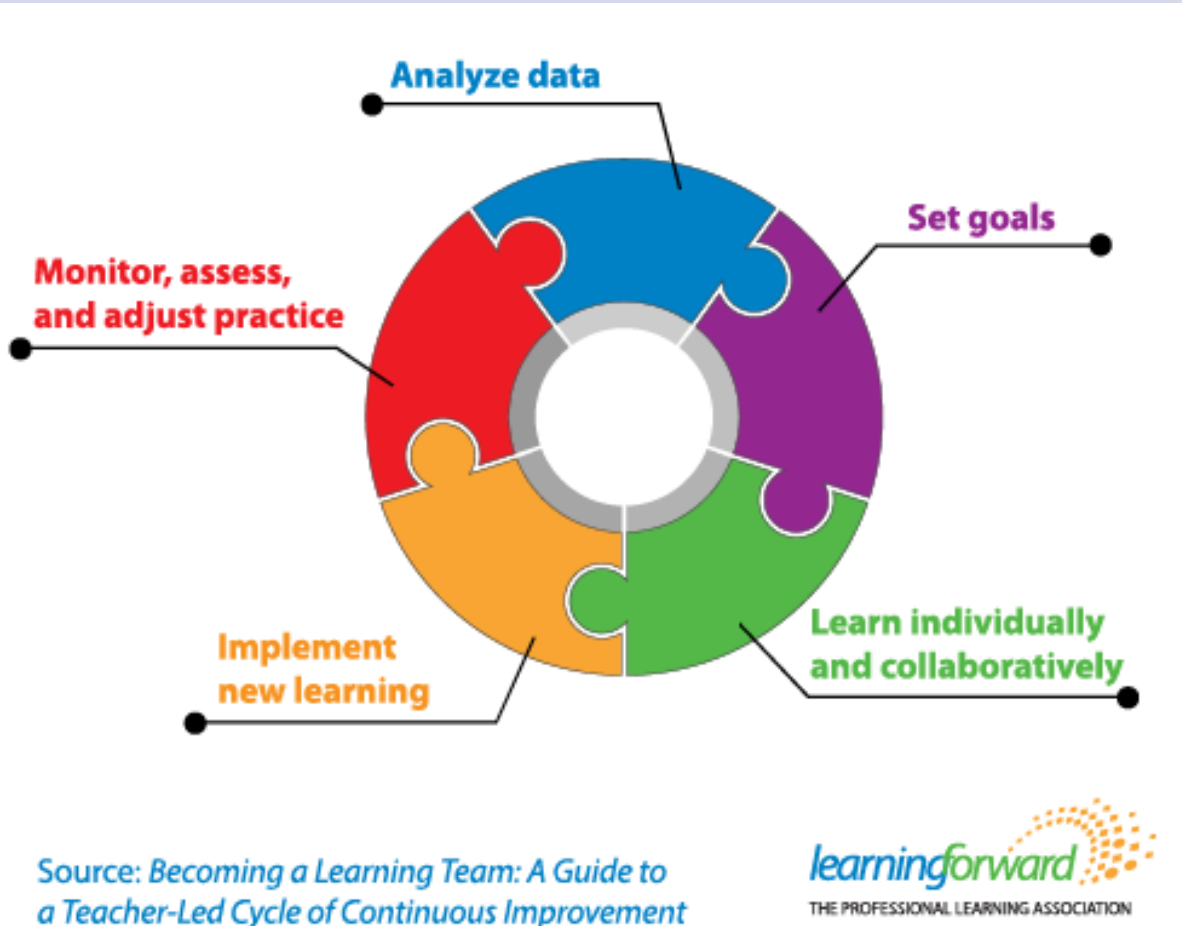 Analyze data
Set goals
Monitor, assess,
and adjust practice
Learn individually
and collaboratively
Implement
new learning
Source: Becoming a Learning Team: A Guide to
a Teacher-Led Cycle of Continuous Improvement
learningforward
THE PROFESSIONAL LEARNING ASSOCIATION